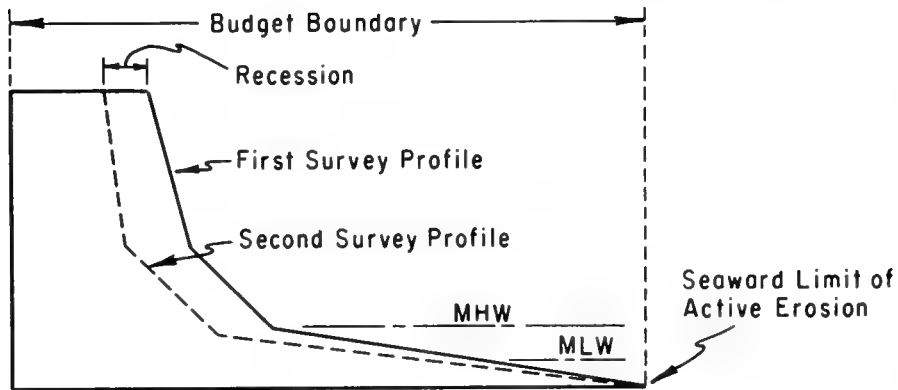 Budget Boundary
Recession
First Survey Profile
Second Survey Profile
Seaward Limit of
Active Erosion
MHW
MLW